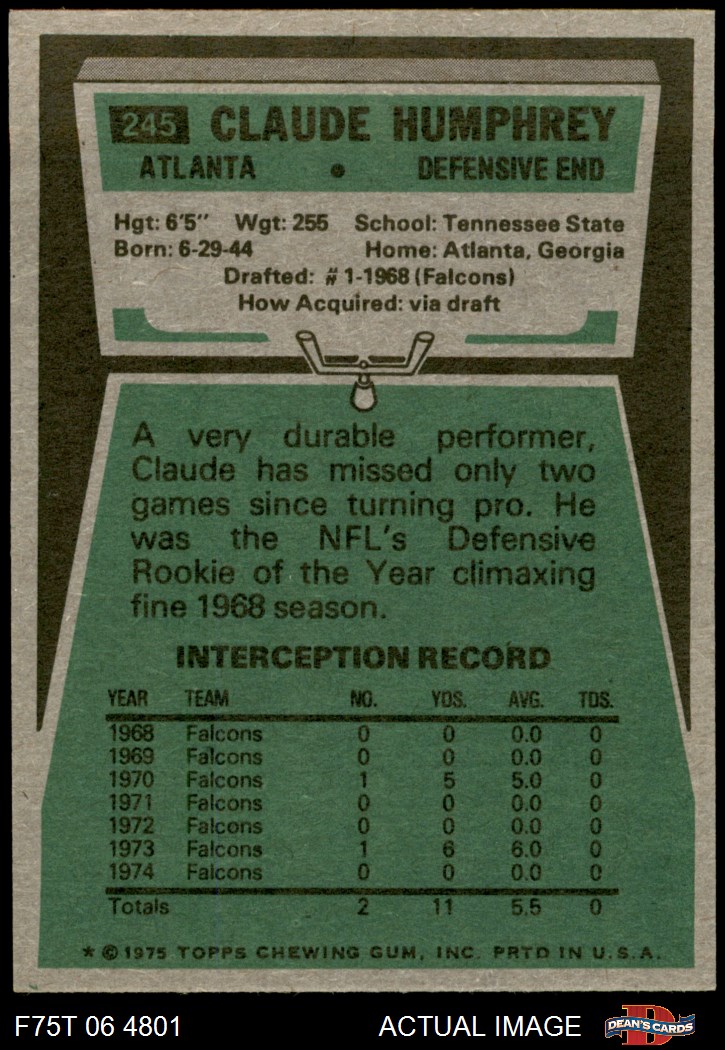 245 CLAUDE HUMPHREY
ATLANTA • DEFENSIVE END
Hgt: 6'5" Wgt: 255 School: Tennessee State
Born: 6-29-44 Home: Atlanta, Georgia
Drafted: # 1-1968 (Falcons)
How Acquired: via draft
A very durable performer,
Claude has missed only two
games since turning pro. He
was the NFL's Defensive
Rookie of the Year climaxing
fine 1968 season.
INTERCEPTION RECORD
YEAR TEAM NO. YDS. AVG. TDS.
1968 Falcons 0 0 0.0 0
1969 Falcons 0 0 0.0 0
1970 Falcons 1 5 5.0 0
1971 Falcons 0 0 0.0 0
1972 Falcons 0 0 0.0 0
1973 Falcons 1 6 6.0 0
1974 Falcons 0 0 0.0 0
Totals 2 11 5.5 0
* © 1975 TOPPS CHEWING GUM, INC. PRTD IN U.S.A.
F75T 06 4801 ACTUAL IMAGE D DEAN'S CARDS